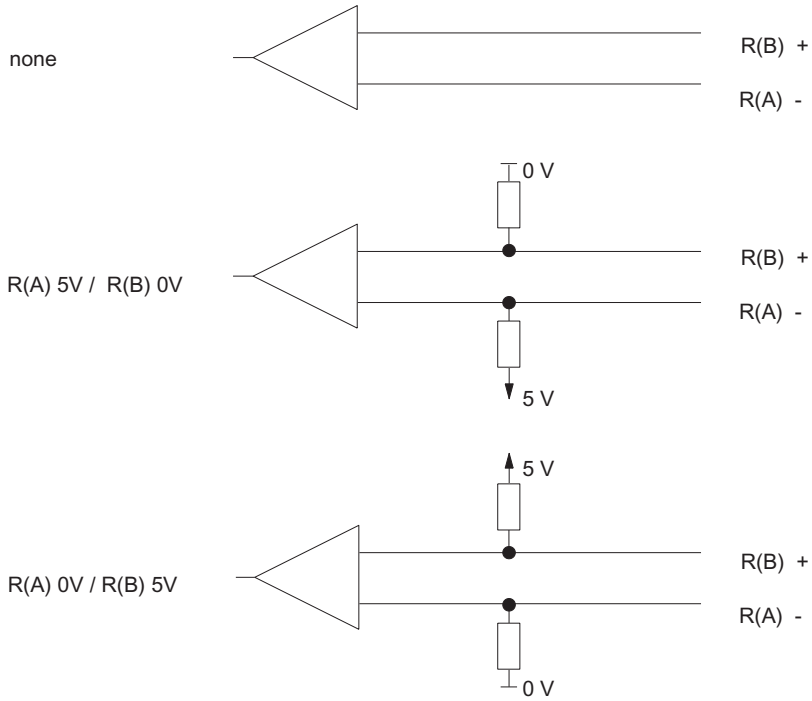 none
R(B) +
R(A) -
0 V
R(B) +
R(A) 5V / R(B) 0V
R(A) -
5 V
5 V
R(B) +
R(A) 0V / R(B) 5V
R(A) -
0 V